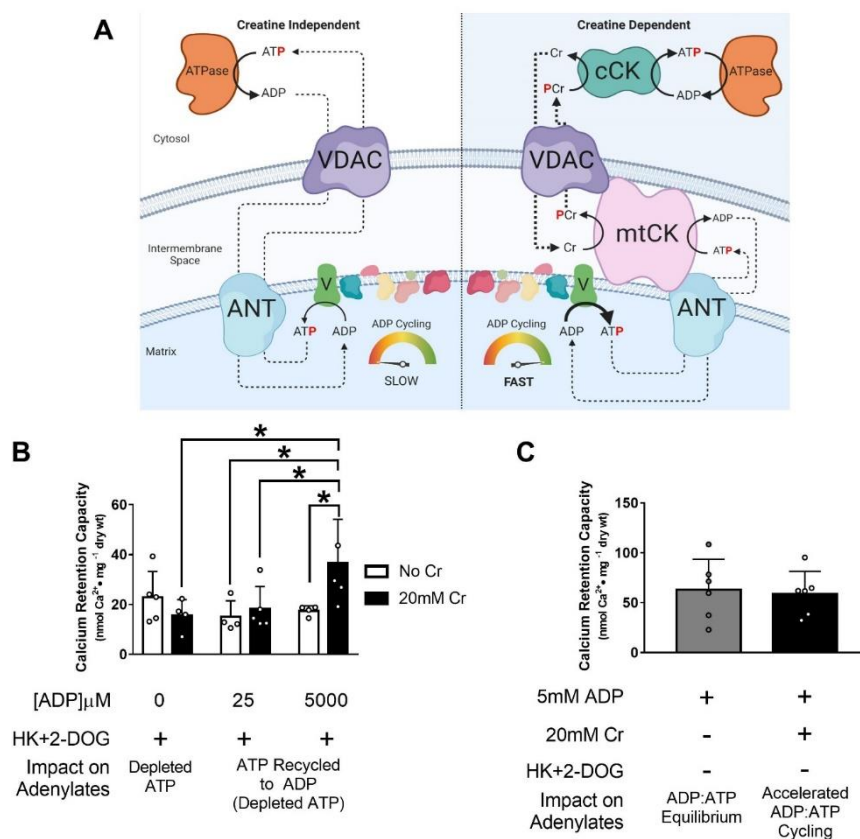 A
Creatine Independent
Creatine Dependent
ATPase
ATP
ADP
Cytosol
VDAC
Intermembrane
Space
ANT
V
ATP
ADP
Matrix
ADP Cycling
SLOW
Cr
PCr
cCK
ATP
ADP
ATPase
VDAC
PCr
Cr
mtCK
ADP
ATP
ADP Cycling
FAST
V
ADP
ATP
ANT
B
*
*
*
*
Calcium Retention Capacity
(nmol Ca²⁺• mg ⁻¹ dry wt)
60
40
20
0
No Cr
20mM Cr
[ADP]µM 0 25 5000
HK+2-DOG + + +
Impact on
Adenylates
Depleted
ATP
ATP Recycled
to ADP
(Depleted ATP)
C
Calcium Retention Capacity
(nmol Ca²⁺• mg ⁻¹ dry wt)
150
100
50
0
5mM ADP + +
20mM Cr - +
HK+2-DOG - -
Impact on
Adenylates
ADP:ATP
Equilibrium
Accelerated
ADP:ATP
Cycling